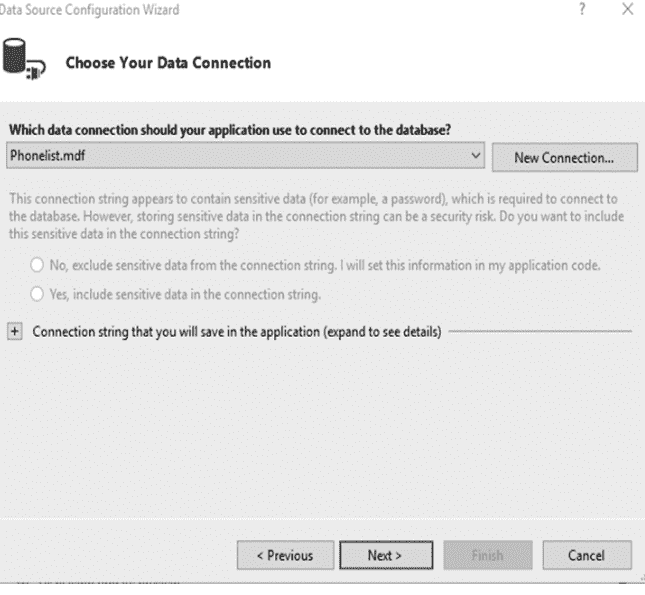 Data Source Configuration Wizard
?
Choose Your Data Connection
Which data connection should your application use to connect to the database?
Phonelist.mdf
New Connection...
This connection string appears to contain sensitive data (for example, a password), which is required to connect to
the database. However, storing sensitive data in the connection string can be a security risk. Do you want to include
this sensitive data in the connection string?
No, exclude sensitive data from the connection string. I will set this information in my application code.
Yes, include sensitive data in the connection string.
+ Connection string that you will save in the application (expand to see details)
< Previous
Next >
Finish
Cancel